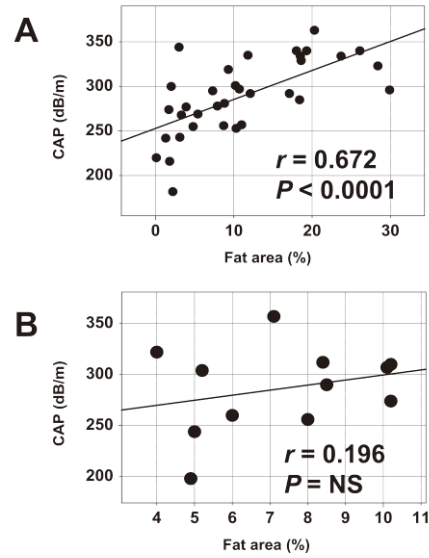 A
350
300
250
200
CAP (dB/m)
r = 0.672
P < 0.0001
0 10 20 30
Fat area (%)
B
350
300
250
200
CAP (dB/m)
r = 0.196
P = NS
4 5 6 7 8 9 10 11
Fat area (%)